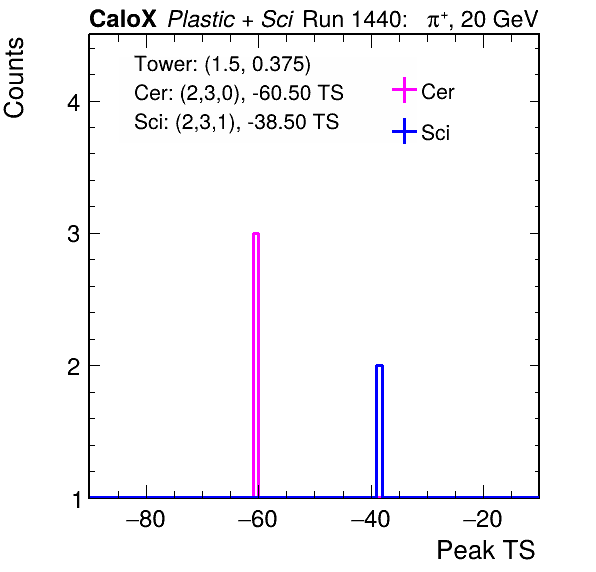 CaloX Plastic + Sci Run 1440: π⁺, 20 GeV
Counts
Tower: (1.5, 0.375)
Cer: (2,3,0), -60.50 TS
Sci: (2,3,1), -38.50 TS
Cer
Sci
4
3
2
1
−80 −60 −40 −20
Peak TS